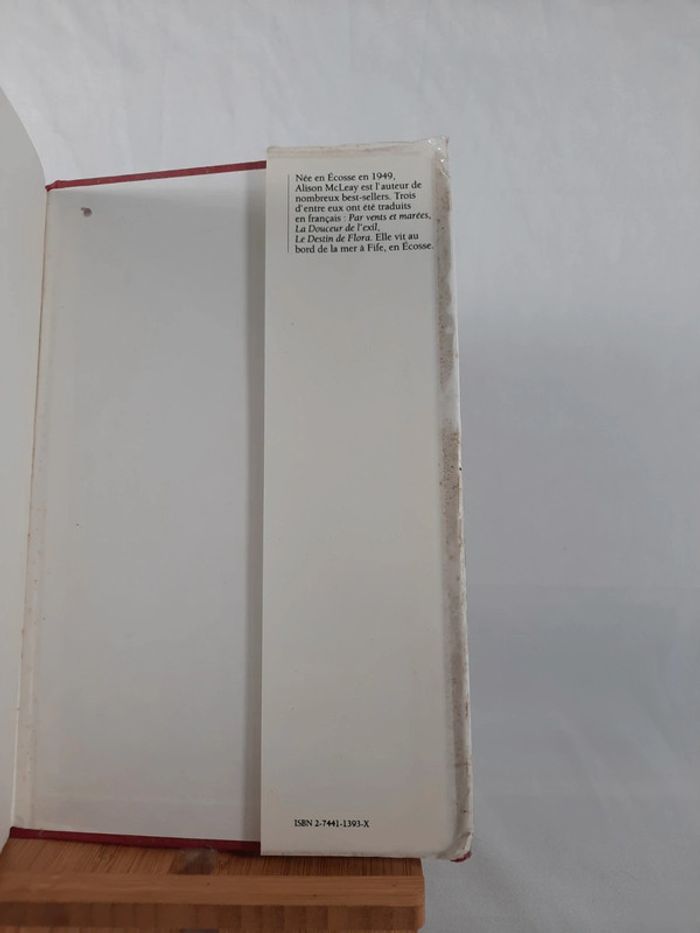 Née en Écosse en 1949,
Alison McLeay est l'auteur de
nombreux best-sellers. Trois
d'entre eux ont été traduits
en français : Par vents et marées,
La Douceur de l'exil,
Le Destin de Flora. Elle vit au
bord de la mer à Fife, en Écosse.
ISBN 2-7441-1393-X